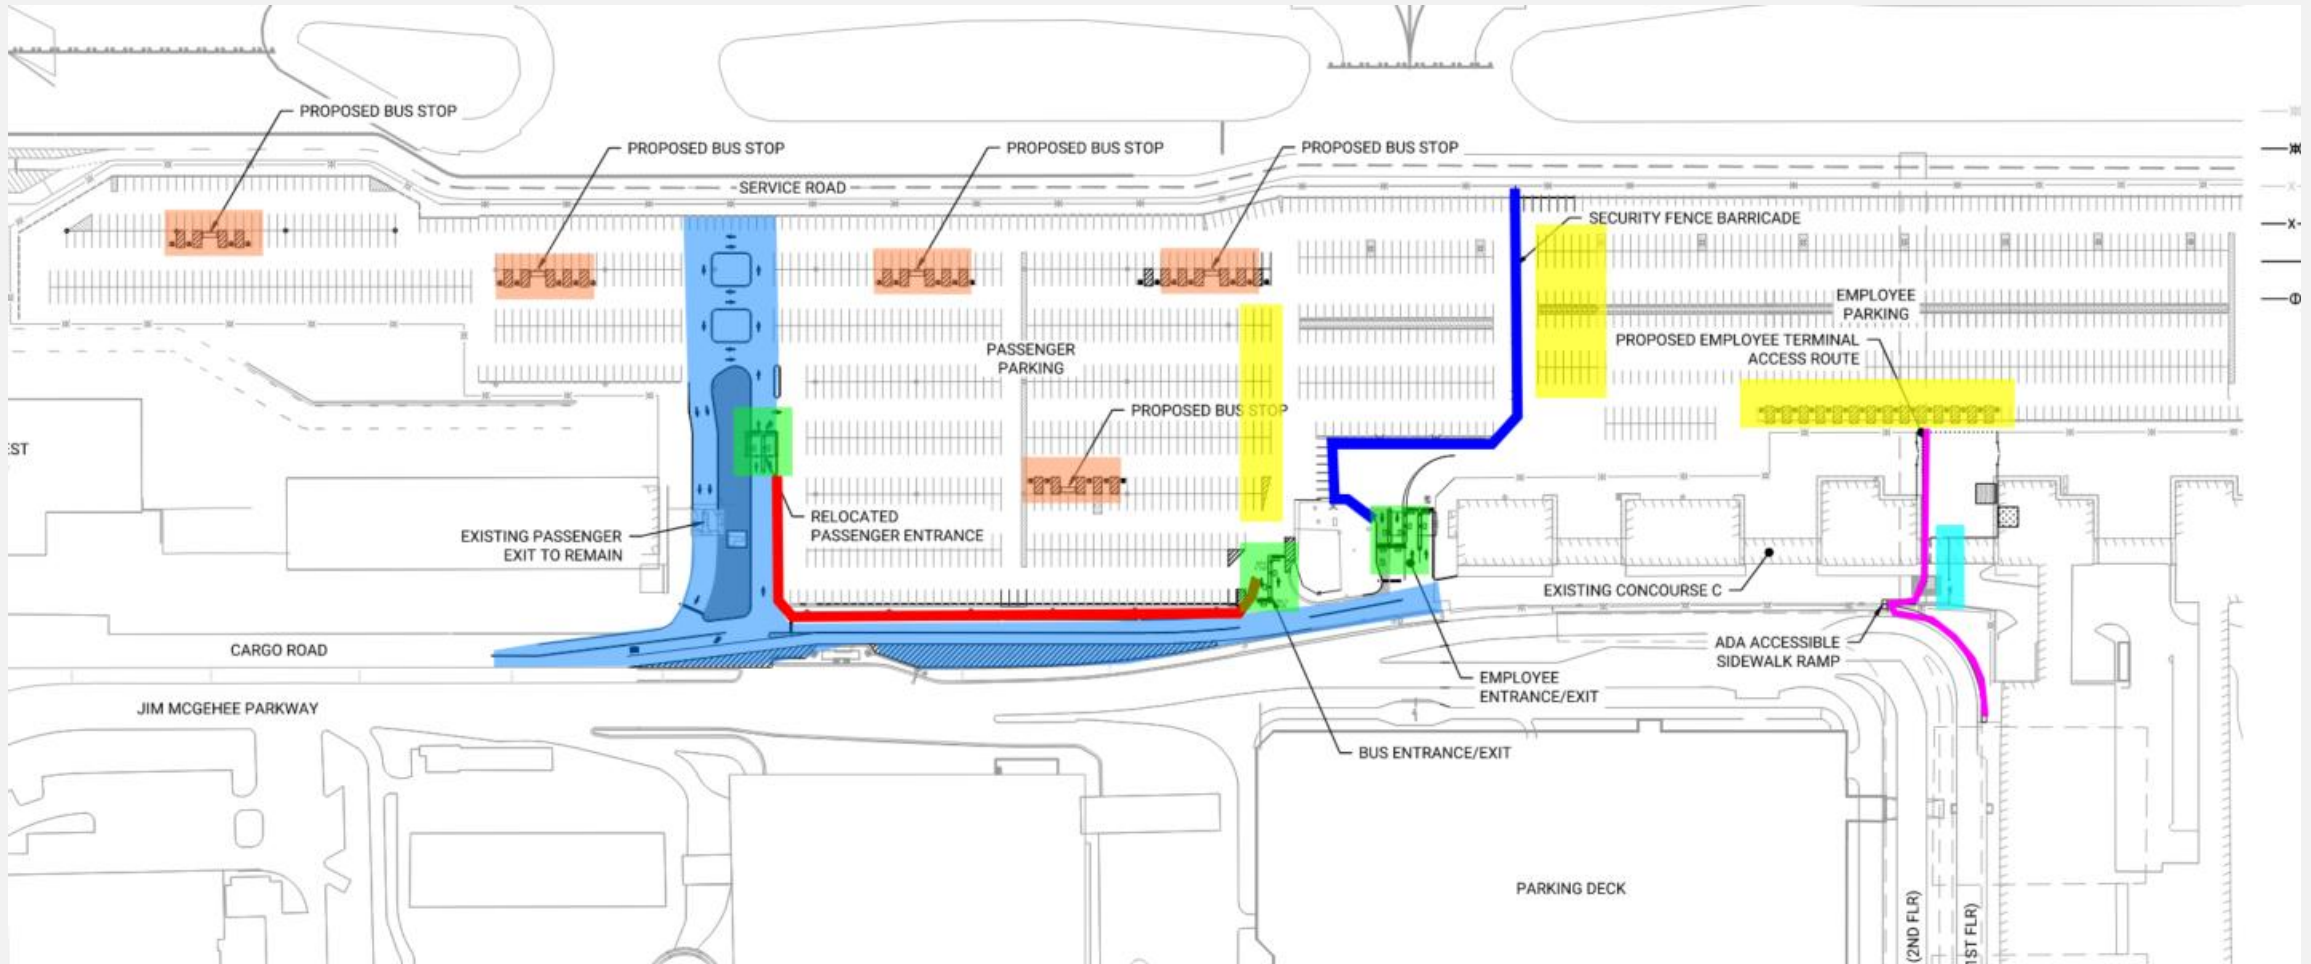 PROPOSED BUS STOP
PROPOSED BUS STOP
PROPOSED BUS STOP
PROPOSED BUS STOP
SERVICE ROAD
SECURITY FENCE BARRICADE
EMPLOYEE
PARKING
PROPOSED EMPLOYEE TERMINAL
ACCESS ROUTE
PASSENGER
PARKING
PROPOSED BUS STOP
EST
RELOCATED
PASSENGER ENTRANCE
EXISTING PASSENGER
EXIT TO REMAIN
EXISTING CONCOURSE C
CARGO ROAD
ADA ACCESSIBLE
SIDEWALK RAMP
EMPLOYEE
ENTRANCE/EXIT
JIM MCGEHEE PARKWAY
BUS ENTRANCE/EXIT
PARKING DECK
(2ND FLR)
1ST FLR)